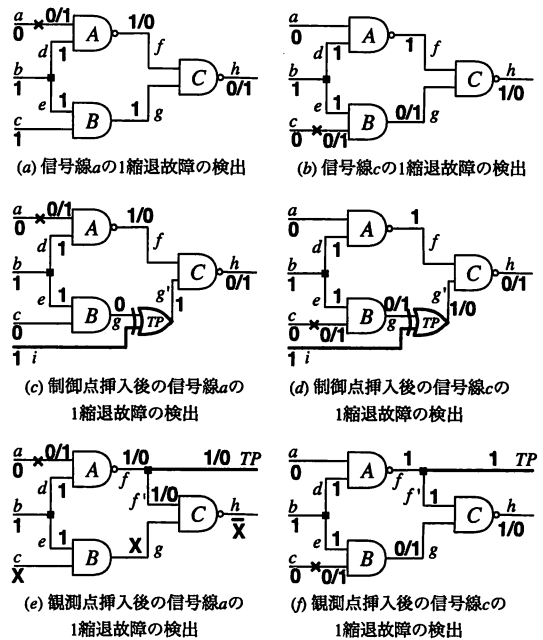 a 0/1 1/0
0 A
d 1 f
b C h
1 0/1
e 1 1
c B g
1
(a) 信号線aの1縮退故障の検出
a
0 A 1
d f
b C h
1 1/0
e 1 0/1
c B g
0 0/1
(b) 信号線cの1縮退故障の検出
a 0/1 1/0
0 A
d 1 f
b C h
1 g' 0/1
e 1 0 1
c B g TP
0
1 i
(c) 制御点挿入後の信号線aの
1縮退故障の検出
a 1
0 A
d 1 f
b C h
1 g' 0/1
e 1 0/1 1/0
c B g TP
0 0/1
1 i
(d) 制御点挿入後の信号線cの
1縮退故障の検出
a 0/1 1/0 1/0 TP
0 A f
d 1 f' 1/0
b C h
1 X
e 1 X
c B g
X
(e) 観測点挿入後の信号線aの
1縮退故障の検出
a 1 1 TP
0 A f
d 1 f' 1
b C h
1 1/0
e 1 0/1
c B g
0 0/1
(f) 観測点挿入後の信号線cの
1縮退故障の検出